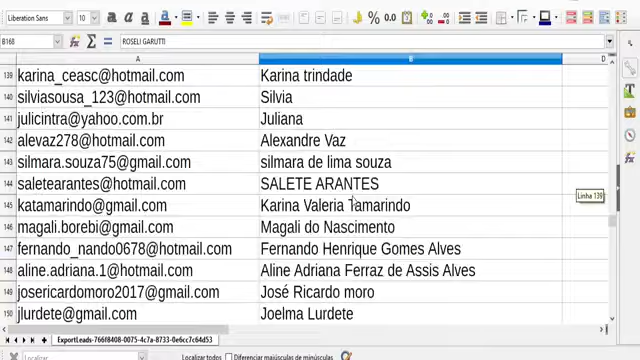 Liberation Sans 10 % 0.0
B168 Σ = ROSELI GARUTTI
A B D
139 karina_ceasc@hotmail.com Karina trindade
140 silviasousa_123@hotmail.com Silvia
141 julicintra@yahoo.com.br Juliana
142 alevaz278@hotmail.com Alexandre Vaz
143 silmara.souza75@gmail.com silmara de lima souza
144 saletearantes@hotmail.com SALETE ARANTES
145 katamarindo@gmail.com Karina Valeria Tamarindo
146 magali.borebi@gmail.com Magali do Nascimento
147 fernando_nando0678@hotmail.com Fernando Henrique Gomes Alves
148 aline.adriana.1@hotmail.com Aline Adriana Ferraz de Assis Alves
149 josericardomoro2017@gmail.com José Ricardo moro
150 jlurdete@gmail.com Joelma Lurdete
Linha 139
ExportLeads-766f8408-0075-4c7a-8733-0e6cc7c64d53
Localizar Localizar todos Diferenciar maiúsculas de minúsculas